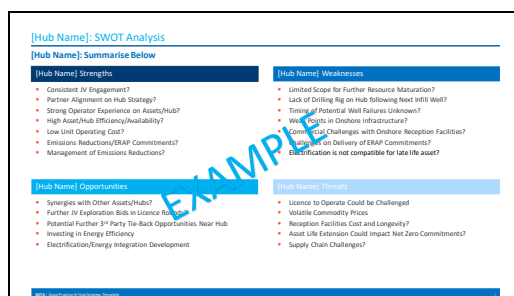 [Hub Name]: SWOT Analysis
[Hub Name]: Summarise Below
[Hub Name] Strengths
Consistent JV Engagement?
Partner Alignment on Hub Strategy?
Strong Operator Experience on Assets/Hub?
High Asset/Hub Efficiency/Availability?
Low Unit Operating Cost?
Emissions Reductions/ERAP Commitments?
Management of Emissions Reductions?
[Hub Name] Weaknesses
Limited Scope for Further Resource Maturation?
Lack of Drilling Rig on Hub following Next Infill Well?
Timing of Potential Well Failures Unknown?
Weak Points in Onshore Infrastructure?
Commercial Challenges with Onshore Reception Facilities?
Challenges on Delivery of ERAP Commitments?
Electrification is not compatible for late life asset?
EXAMPLE
[Hub Name] Opportunities
Synergies with Other Assets/Hubs?
Further JV Exploration Bids in Licence Rounds?
Potential Further 3rd Party Tie-Back Opportunities Near Hub
Investing in Energy Efficiency
Electrification/Energy Integration Development
[Hub Name] Threats
Licence to Operate Could be Challenged
Volatile Commodity Prices
Reception Facilities Cost and Longevity?
Asset Life Extension Could Impact Net Zero Commitments?
Supply Chain Challenges?